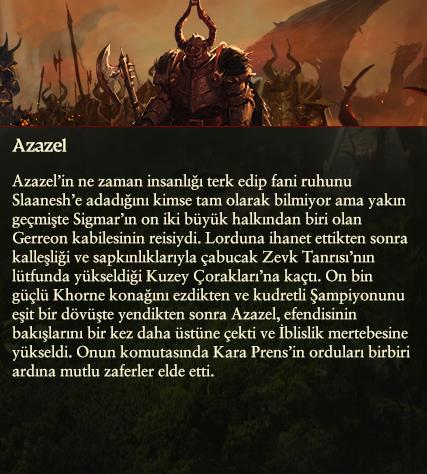 Azazel
Azazel'in ne zaman insanlığı terk edip fani ruhunu
Slaanesh'e adadığını kimse tam olarak bilmiyor ama yakın
geçmişte Sigmar'ın on iki büyük halkından biri olan
Gerreon kabilesinin reisiydi. Lorduna ihanet ettikten sonra
kalleşliği ve sapkınlıklarıyla çabucak Zevk Tanrısı'nın
lütfunda yükseldiği Kuzey Çorakları'na kaçtı. On bin
güçlü Khorne konağını ezdikten ve kudretli Şampiyonunu
eşit bir dövüşte yendikten sonra Azazel, efendisinin
bakışlarını bir kez daha üstüne çekti ve İblislik mertebesine
yükseldi. Onun komutasında Kara Prens'in orduları birbiri
ardına mutlu zaferler elde etti.